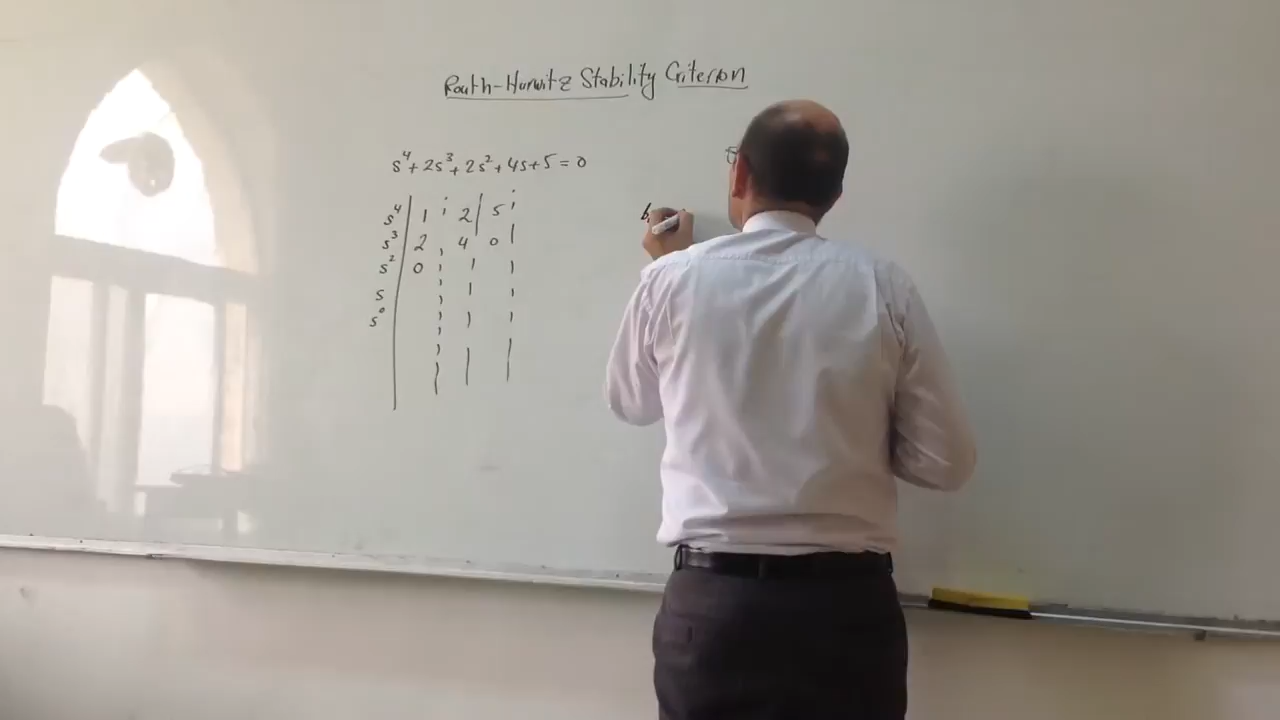 Routh-Hurwitz Stability Criterion
s⁴+2s³+2s²+4s+5=0
s⁴ 1 2 5
s³ 2 4 0
s² 0
s
s⁰
b